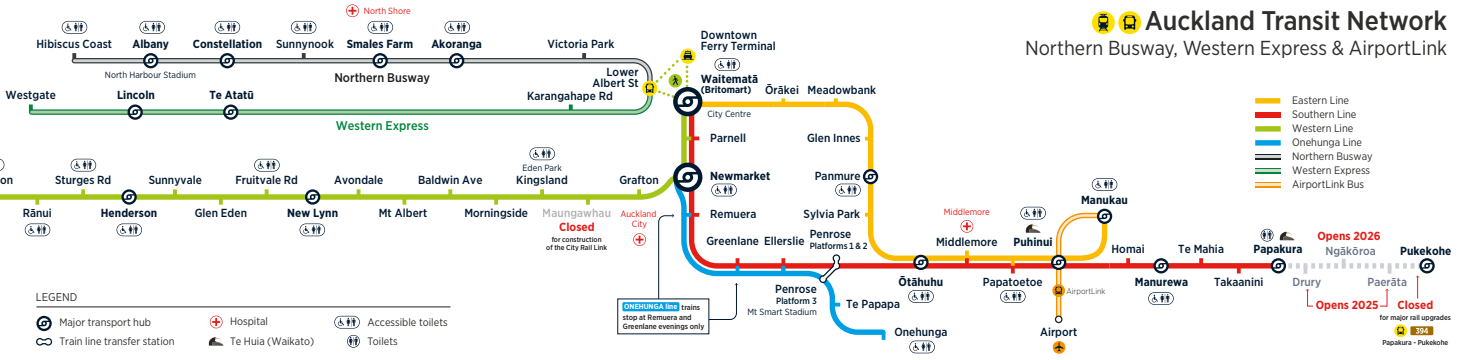 Auckland Transit Network
Northern Busway, Western Express & AirportLink
North Shore
Hibiscus Coast
Albany
Constellation
Sunnynook
Smales Farm
Akoranga
Victoria Park
North Harbour Stadium
Northern Busway
Lower
Albert St
Downtown
Ferry Terminal
Westgate
Lincoln
Te Atatū
Karangahape Rd
Western Express
Waitematā
(Britomart)
City Centre
Ōrākei
Meadowbank
Parnell
Glen Innes
Newmarket
Panmure
Remuera
Sylvia Park
Greenlane
Ellerslie
Penrose
Platforms 1 & 2
on
Sturges Rd
Sunnyvale
Fruitvale Rd
Avondale
Baldwin Ave
Eden Park
Kingsland
Grafton
Rānui
Henderson
Glen Eden
New Lynn
Mt Albert
Morningside
Maungawhau
Closed
for construction
of the City Rail Link
Auckland
City
Middlemore
Middlemore
Puhinui
Manukau
Homai
Te Mahia
Papakura
Opens 2026
Ngākōroa
Pukekohe
Ōtāhuhu
Papatoetoe
AirportLink
Airport
Manurewa
Takaanini
Drury
Paerāta
Opens 2025
Closed
for major rail upgrades
394
Papakura - Pukekohe
Penrose
Platform 3
Mt Smart Stadium
Te Papapa
Onehunga
ONEHUNGA line trains
stop at Remuera and
Greenlane evenings only
Eastern Line
Southern Line
Western Line
Onehunga Line
Northern Busway
Western Express
AirportLink Bus
LEGEND
Major transport hub
Train line transfer station
Hospital
Te Huia (Waikato)
Accessible toilets
Toilets